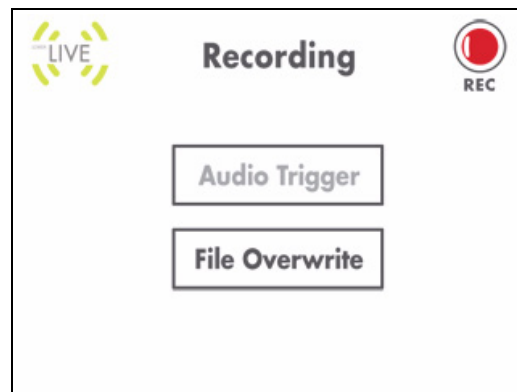 LIVE
Recording
REC
Audio Trigger
File Overwrite